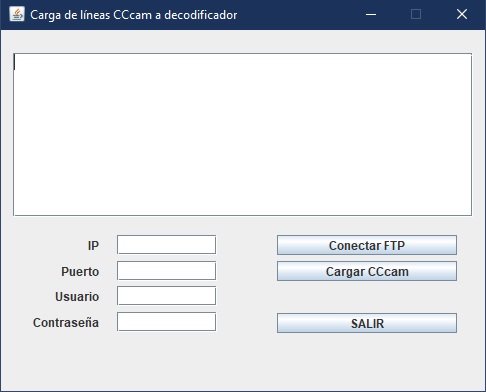 Carga de líneas CCcam a decodificador
IP
Conectar FTP
Puerto
Cargar CCcam
Usuario
Contraseña
SALIR